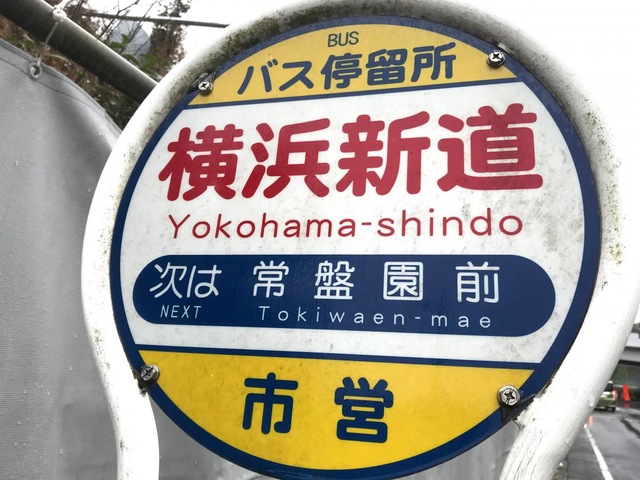 BUS
バス停留所
横浜新道
Yokohama-shindo
次は 常盤園前
NEXT Tokiwaen-mae
市営